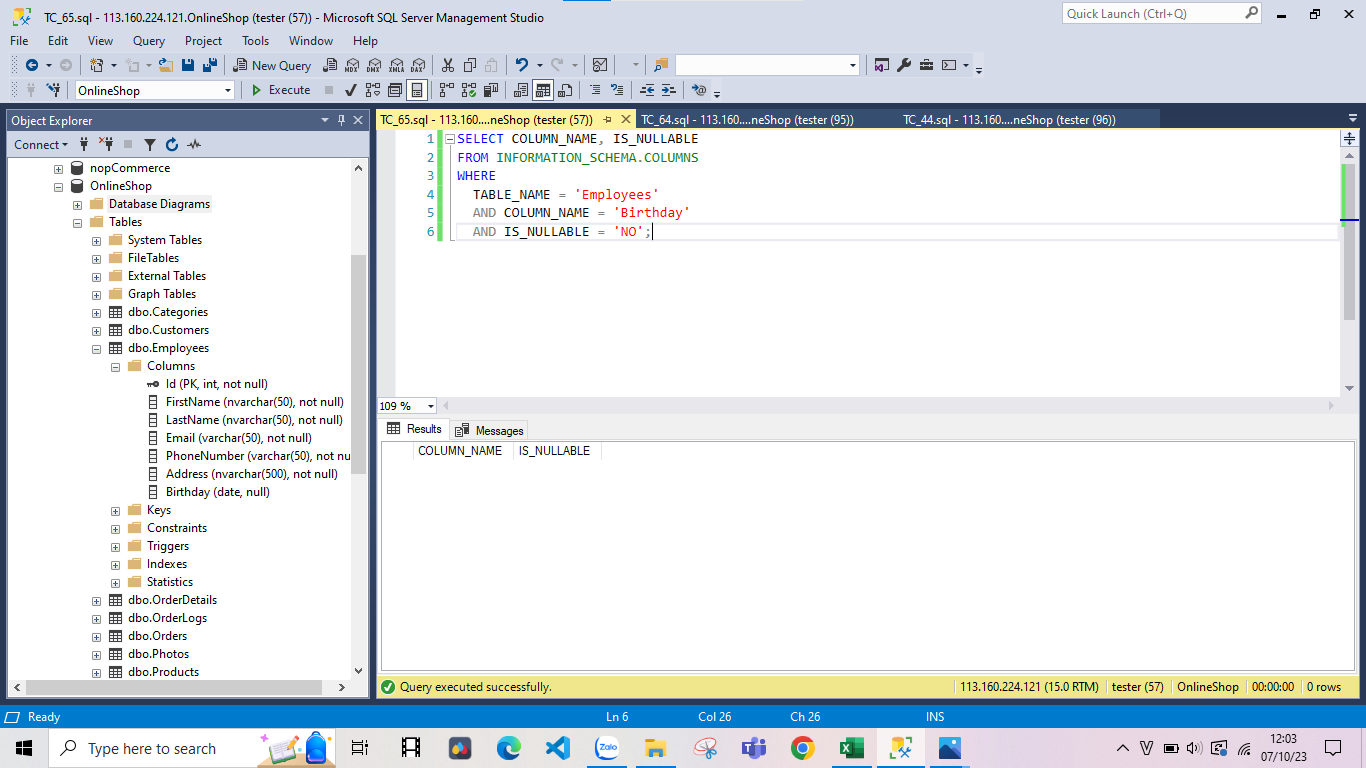 TC_65.sql - 113.160.224.121.OnlineShop (tester (57)) - Microsoft SQL Server Management Studio
Quick Launch (Ctrl+Q)
File Edit View Query Project Tools Window Help
New Query MDX DMX XMLA DAX
OnlineShop Execute
Object Explorer
Connect
nopCommerce
OnlineShop
Database Diagrams
Tables
System Tables
FileTables
External Tables
Graph Tables
dbo.Categories
dbo.Customers
dbo.Employees
Columns
Id (PK, int, not null)
FirstName (nvarchar(50), not null)
LastName (nvarchar(50), not null)
Email (varchar(50), not null)
PhoneNumber (varchar(50), not nu
Address (nvarchar(500), not null)
Birthday (date, null)
Keys
Constraints
Triggers
Indexes
Statistics
dbo.OrderDetails
dbo.OrderLogs
dbo.Orders
dbo.Photos
dbo.Products
TC_65.sql - 113.160....neShop (tester (57)) TC_64.sql - 113.160....neShop (tester (95)) TC_44.sql - 113.160....neShop (tester (96))
1 SELECT COLUMN_NAME, IS_NULLABLE
2 FROM INFORMATION_SCHEMA.COLUMNS
3 WHERE
4 TABLE_NAME = 'Employees'
5 AND COLUMN_NAME = 'Birthday'
6 AND IS_NULLABLE = 'NO';
109 %
Results Messages
COLUMN_NAME IS_NULLABLE
Query executed successfully. 113.160.224.121 (15.0 RTM) tester (57) OnlineShop 00:00:00 0 rows
Ready Ln 6 Col 26 Ch 26 INS
Type here to search
Zalo
12:03
07/10/23